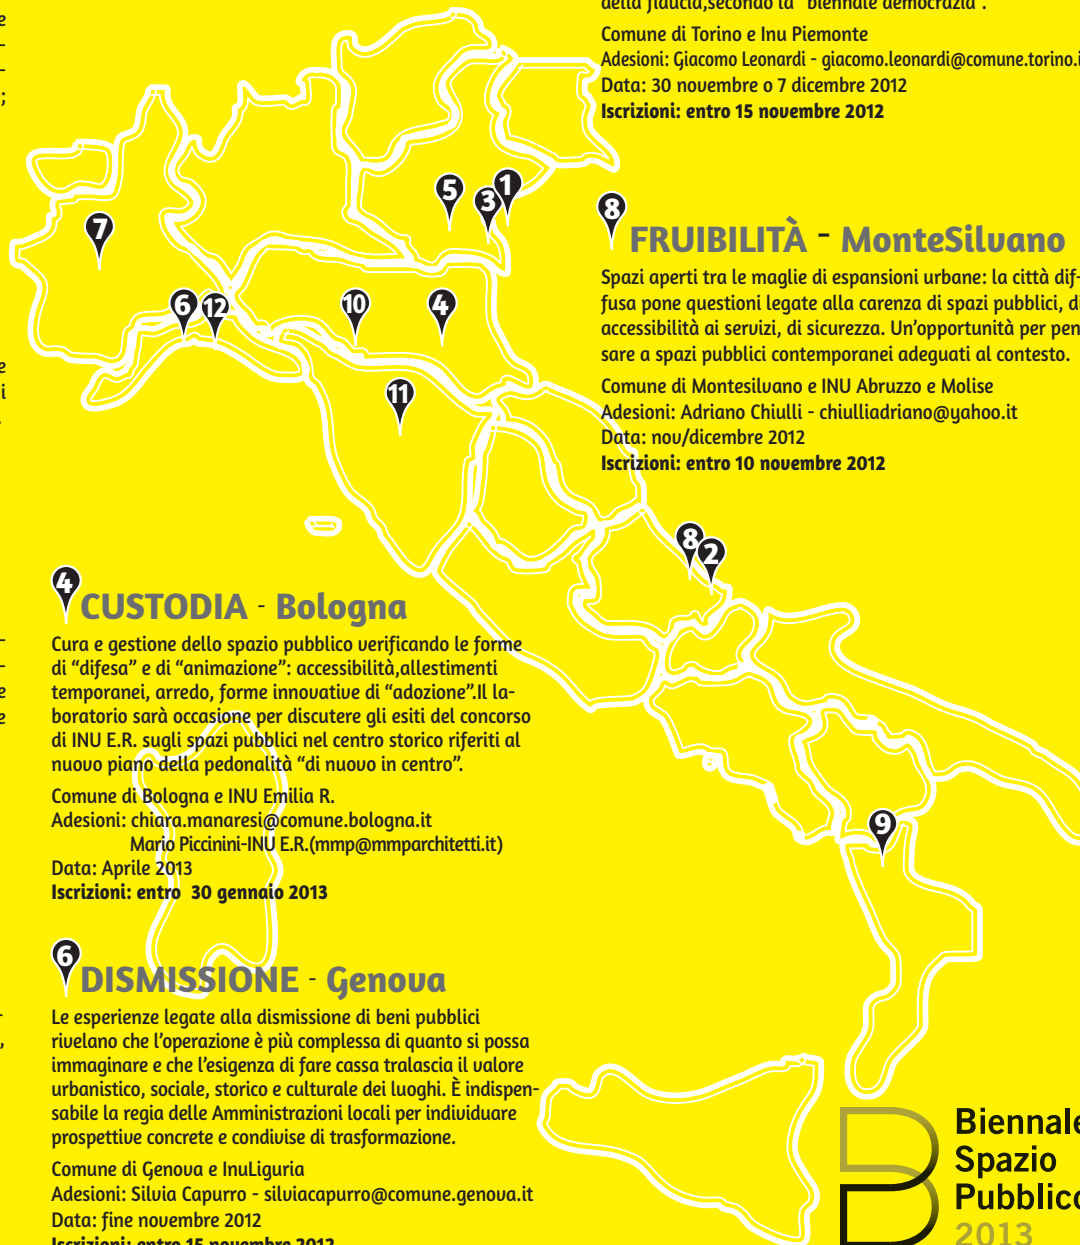 della fiducia,secondo la "biennale democrazia".
Comune di Torino e Inu Piemonte
Adesioni: Giacomo Leonardi - giacomo.leonardi@comune.torino.i
Data: 30 novembre o 7 dicembre 2012
Iscrizioni: entro 15 novembre 2012
8
FRUIBILITÀ - MonteSilvano
Spazi aperti tra le maglie di espansioni urbane: la città dif-
fusa pone questioni legate alla carenza di spazi pubblici, di
accessibilità ai servizi, di sicurezza. Un'opportunità per pen
sare a spazi pubblici contemporanei adeguati al contesto.
Comune di Montesilvano e INU Abruzzo e Molise
Adesioni: Adriano Chiulli - chiulliadriano@yahoo.it
Data: nov/dicembre 2012
Iscrizioni: entro 10 novembre 2012
5
3
1
7
6
12
10
4
11
8
2
9
4
CUSTODIA - Bologna
Cura e gestione dello spazio pubblico verificando le forme
di "difesa" e di "animazione": accessibilità,allestimenti
temporanei, arredo, forme innovative di "adozione".Il la-
boratorio sarà occasione per discutere gli esiti del concorso
di INU E.R. sugli spazi pubblici nel centro storico riferiti al
nuovo piano della pedonalità "di nuovo in centro".
Comune di Bologna e INU Emilia R.
Adesioni: chiara.manaresi@comune.bologna.it
Mario Piccinini-INU E.R.(mmp@mmparchitetti.it)
Data: Aprile 2013
Iscrizioni: entro 30 gennaio 2013
6
DISMISSIONE - Genova
Le esperienze legate alla dismissione di beni pubblici
rivelano che l'operazione è più complessa di quanto si possa
immaginare e che l'esigenza di fare cassa tralascia il valore
urbanistico, sociale, storico e culturale dei luoghi. È indispen-
sabile la regia delle Amministrazioni locali per individuare
prospettive concrete e condivise di trasformazione.
Comune di Genova e InuLiguria
Adesioni: Silvia Capurro - silviacapurro@comune.genova.it
Data: fine novembre 2012
Iscrizioni: entro 15 novembre 2012
Biennale
Spazio
Pubblico
2013